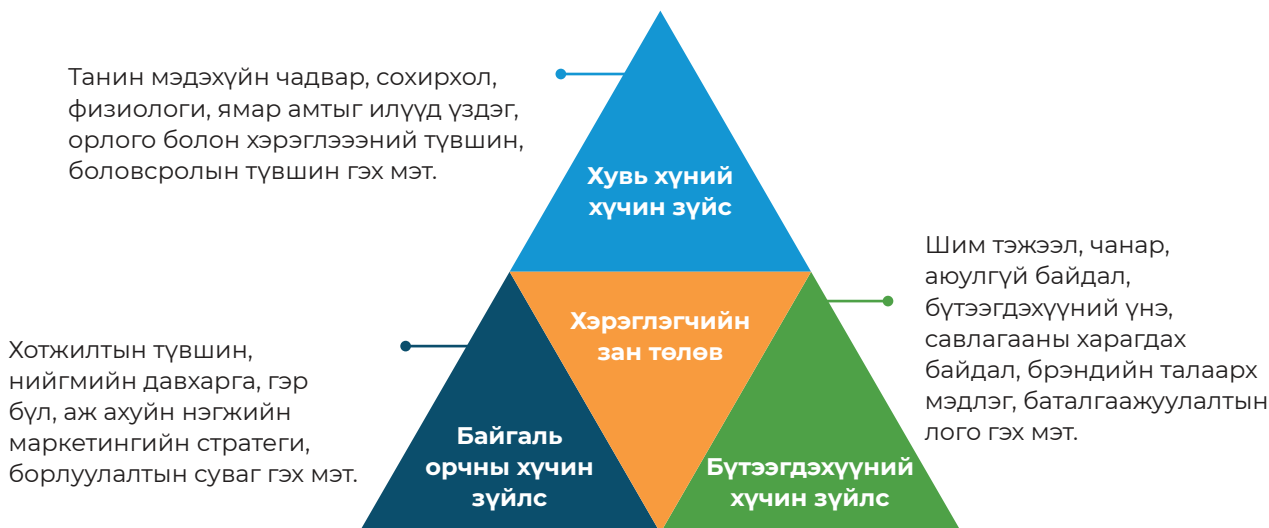 Танин мэдэхүйн чадвар, сохирхол,
физиологи, ямар амтыг илүүд үздэг,
орлого болон хэрэглэээний түвшин,
боловсролын түвшин гэх мэт.
Хувь хүний
хүчин зүйс
Шим тэжээл, чанар,
аюулгүй байдал,
бүтээгдэхүүний үнэ,
савлагааны харагдах
байдал, брэндийн талаарх
мэдлэг, баталгаажуулалтын
лого гэх мэт.
Хэрэглэгчийн
зан төлөв
Хотжилтын түвшин,
нийгмийн давхарга, гэр
бүл, аж ахуйн нэгжийн
маркетингийн стратеги,
борлуулалтын суваг гэх мэт.
Байгаль
орчны хүчин
зүйлс
Бүтээгдэхүүний
хүчин зүйлс